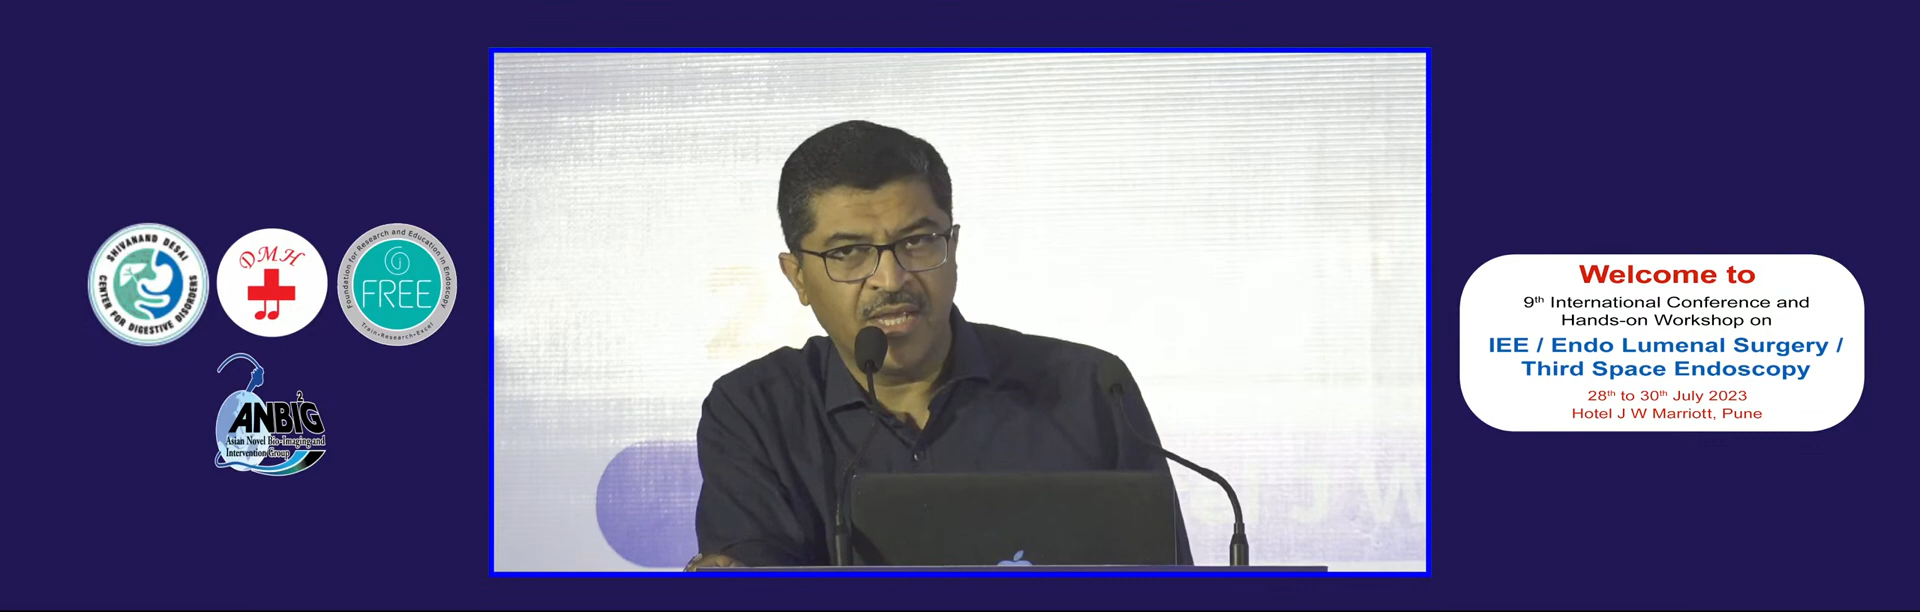 SHIVANAND DESAI
CENTER FOR DIGESTIVE DISORDERS
DMH
Foundation for Research and Education in Endoscopy
FREE
Train•Research•Excel
ANBI2G
Asian Novel Bio-Imaging and
Intervention Group
J W
Welcome to
9th International Conference and
Hands-on Workshop on
IEE / Endo Lumenal Surgery /
Third Space Endoscopy
28th to 30th July 2023
Hotel J W Marriott, Pune